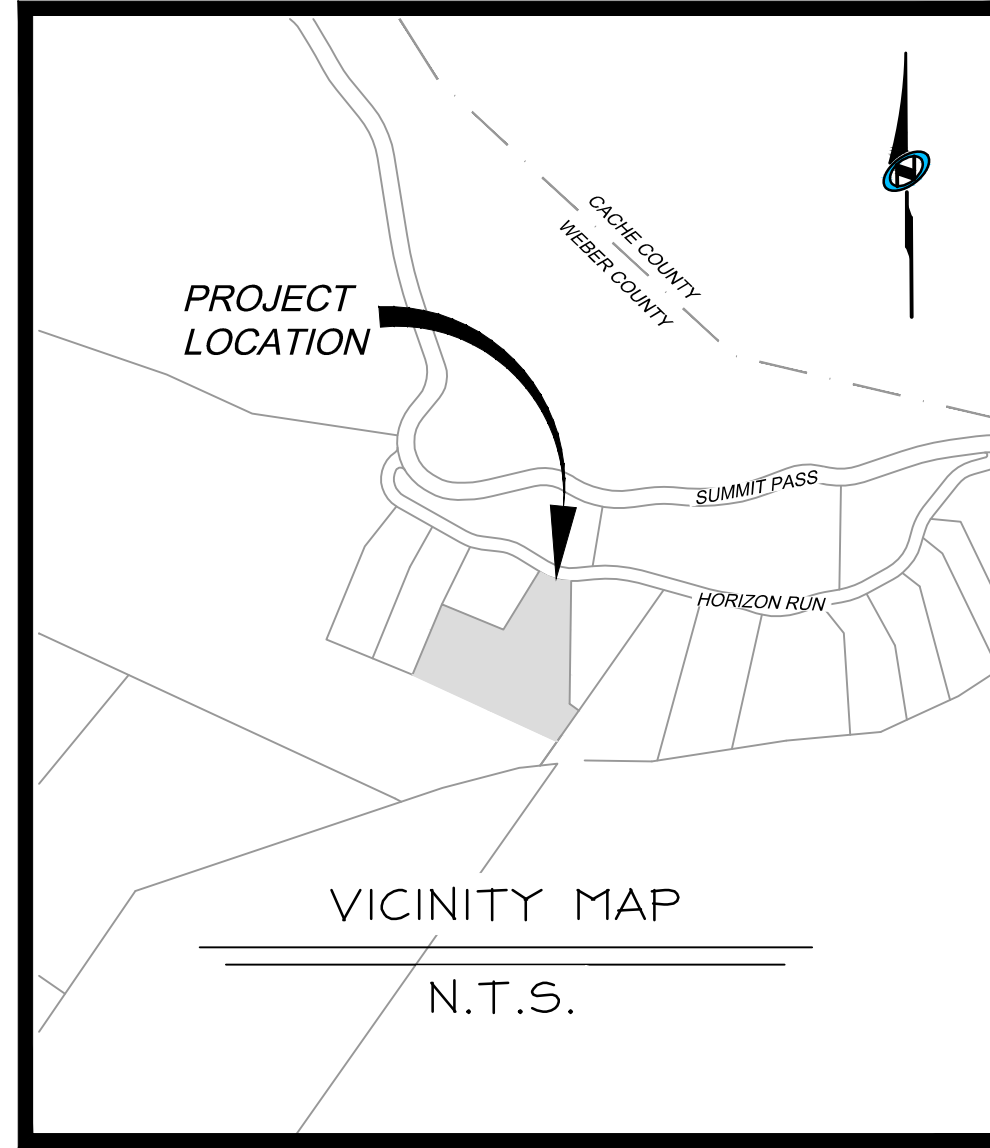 N
CACHE COUNTY
WEBER COUNTY
PROJECT
LOCATION
SUMMIT PASS
HORIZON RUN
VICINITY MAP
N.T.S.